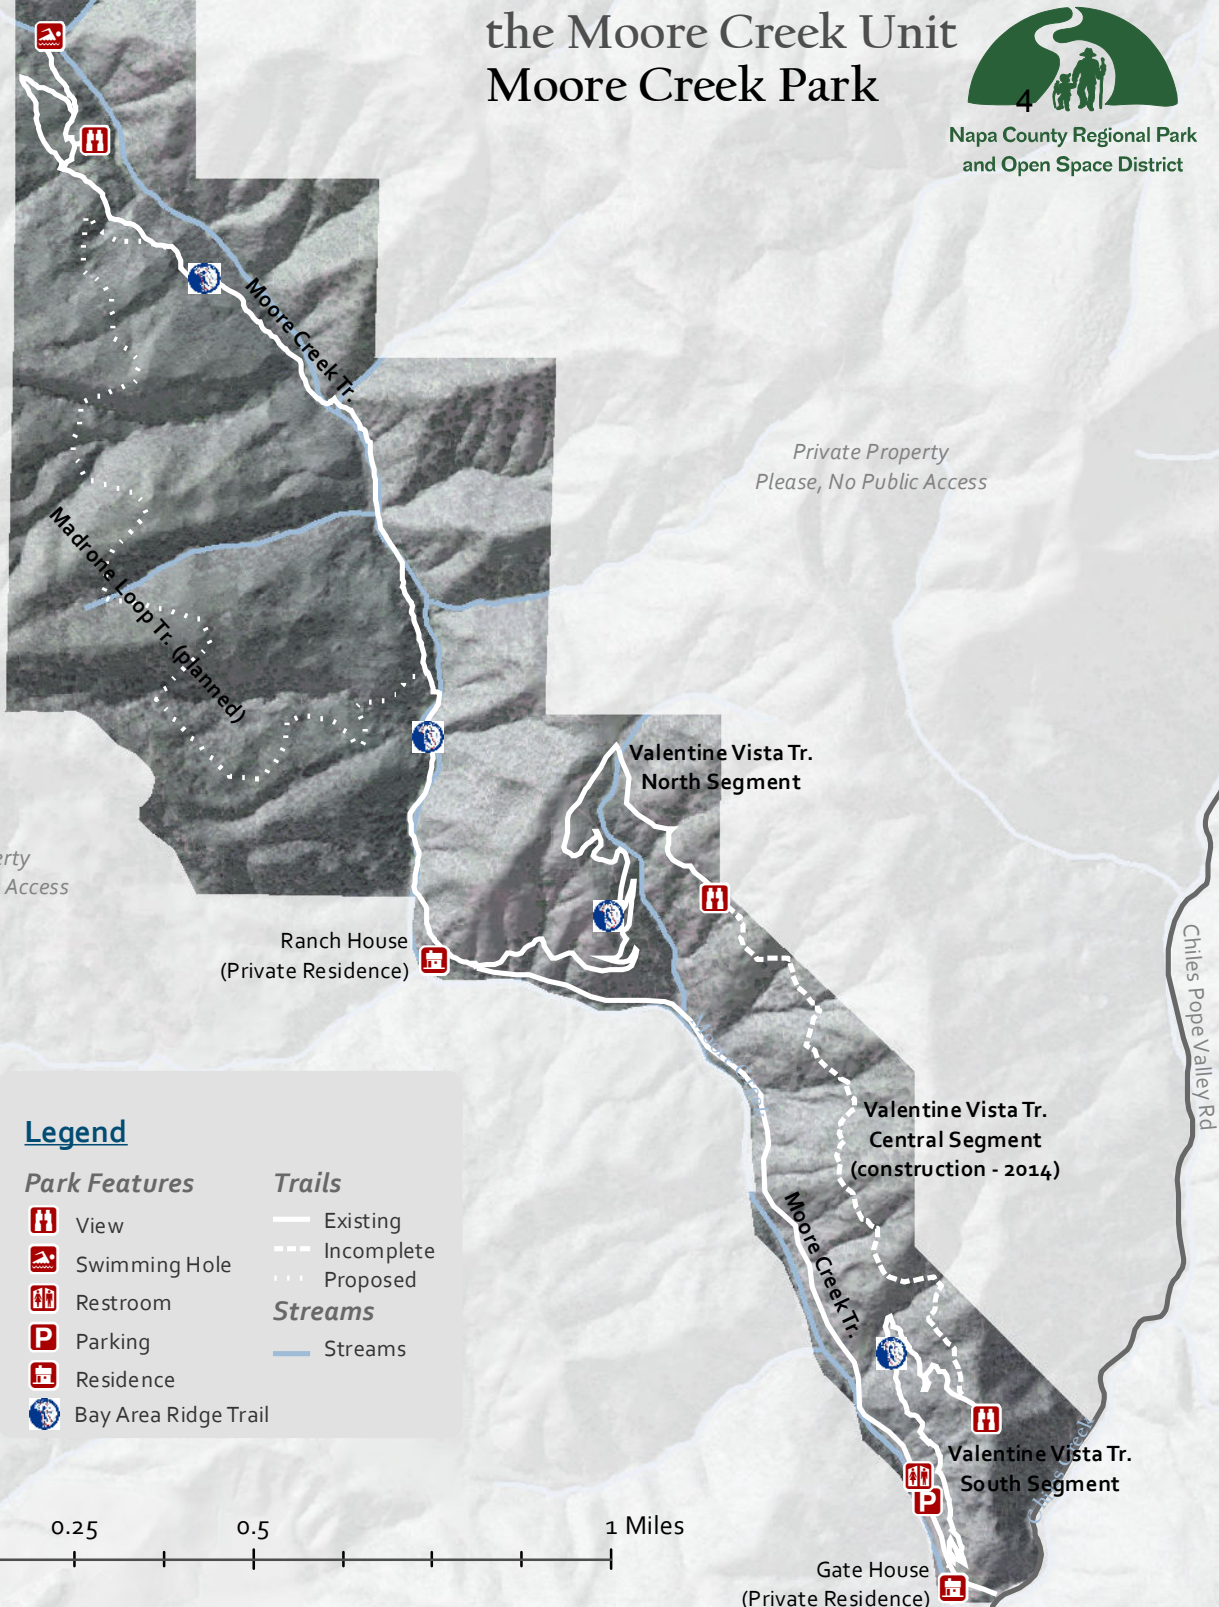 the Moore Creek Unit
Moore Creek Park
4
Napa County Regional Park
and Open Space District
Moore Creek Tr.
Private Property
Please, No Public Access
Madrone Loop Tr. (planned)
Valentine Vista Tr.
North Segment
erty
Access
Ranch House
(Private Residence)
Chiles Pope Valley Rd
Valentine Vista Tr.
Central Segment
(construction - 2014)
Moore Creek Tr.
Legend
Park Features
View
Swimming Hole
Restroom
P Parking
Residence
Bay Area Ridge Trail
Trails
Existing
Incomplete
Proposed
Streams
Streams
Valentine Vista Tr.
South Segment
P
Creek
0.25 0.5 1 Miles
Gate House
(Private Residence)